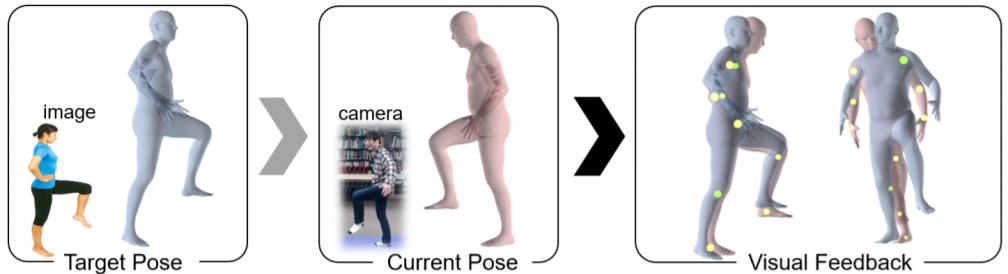 image
camera
Target Pose
Current Pose
Visual Feedback